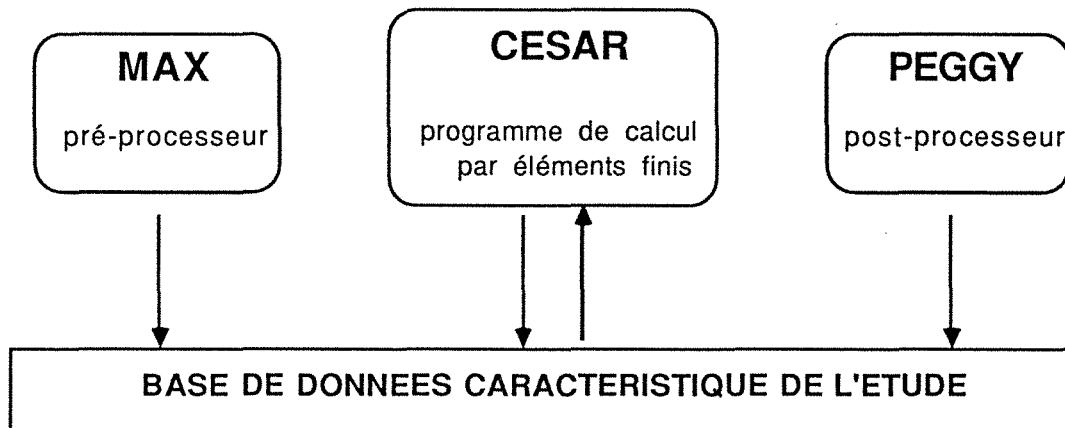 MAX
pré-processeur
CESAR
programme de calcul
par éléments finis
PEGGY
post-processeur
BASE DE DONNEES CARACTERISTIQUE DE L'ETUDE